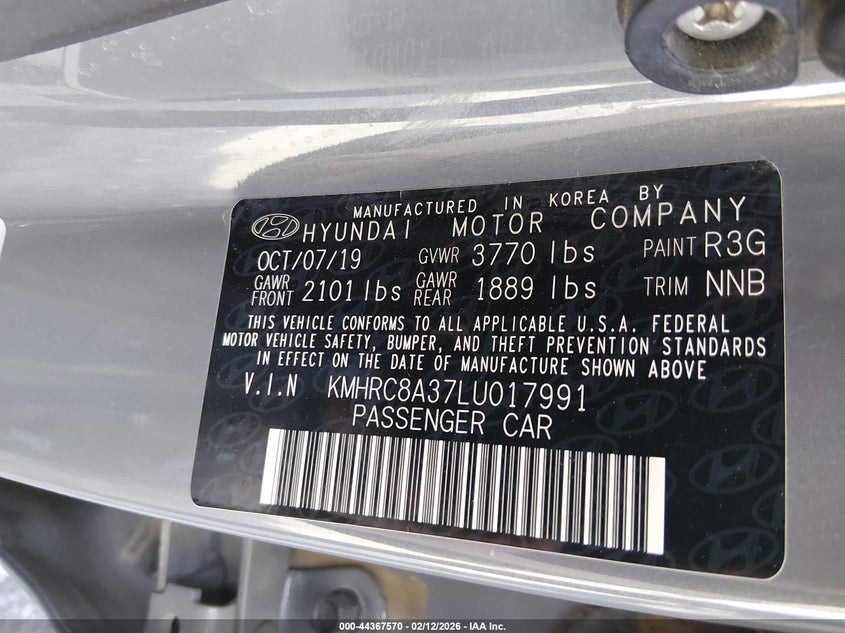 MANUFACTURED IN KOREA BY
HYUNDAI MOTOR COMPANY
OCT/07/19 GVWR 3770 lbs PAINT R3G
GAWR FRONT 2101 lbs GAWR REAR 1889 lbs TRIM NNB
THIS VEHICLE CONFORMS TO ALL APPLICABLE U.S.A. FEDERAL
MOTOR VEHICLE SAFETY, BUMPER, AND THEFT PREVENTION STANDARDS
IN EFFECT ON THE DATE OF MANUFACTURE SHOWN ABOVE
V.I.N KMHRC8A37LU017991
PASSENGER CAR
000-44367570 - 02/12/2026 - IAA Inc.